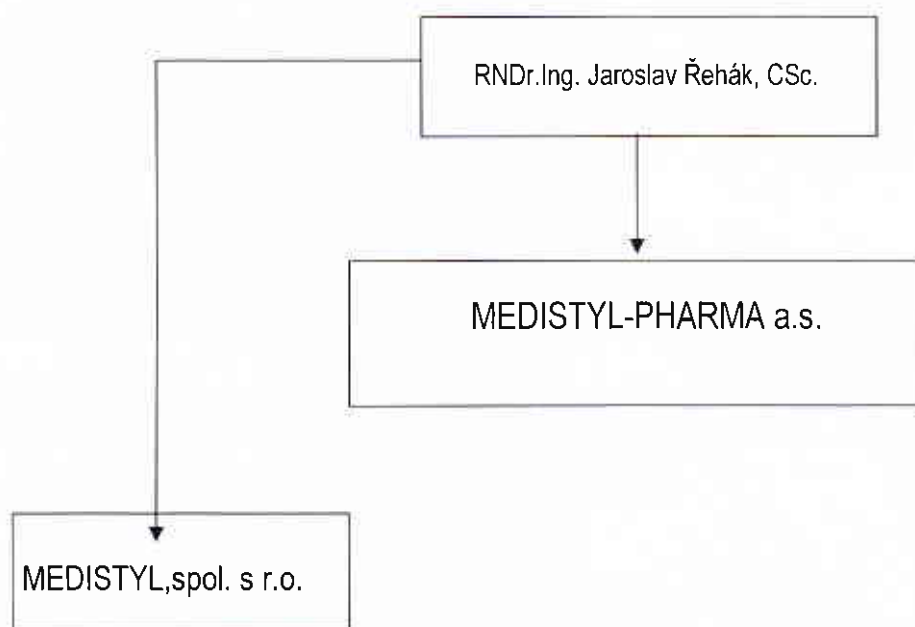 RNDr.Ing. Jaroslav Řehák, CSc.
MEDISTYL-PHARMA a.s.
MEDISTYL,spol. s r.o.